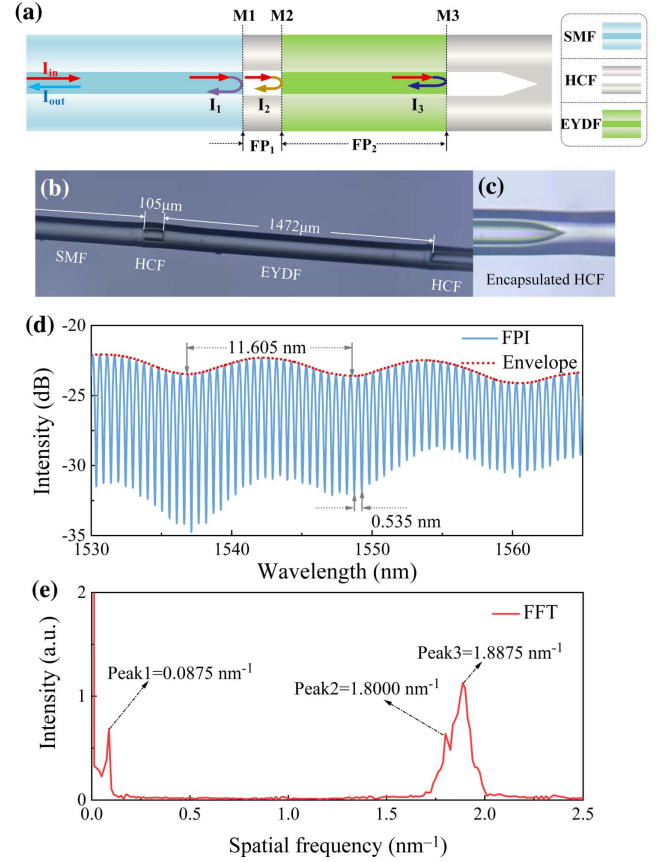 (a)
M1 M2 M3
SMF
HCF
EYDF
Iin
Iout
I1 I2 I3
FP1 FP2
(b)
105μm
1472μm
SMF HCF EYDF HCF
(c)
Encapsulated HCF
(d)
-20
-25
-30
-35
Intensity (dB)
11.605 nm
FPI
Envelope
0.535 nm
1530 1540 1550 1560
Wavelength (nm)
(e)
2
1
0
Intensity (a.u.)
FFT
Peak1=0.0875 nm⁻¹
Peak2=1.8000 nm⁻¹
Peak3=1.8875 nm⁻¹
0.0 0.5 1.0 1.5 2.0 2.5
Spatial frequency (nm⁻¹)